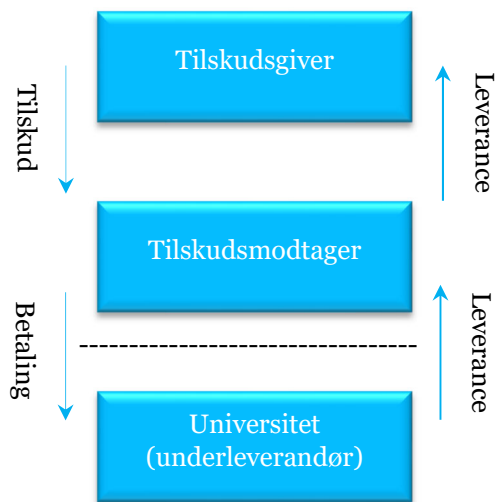 Tilskudsgiver
Tilskud
Leverance
Tilskudsmodtager
Betaling
Leverance
Universitet
(underleverandør)